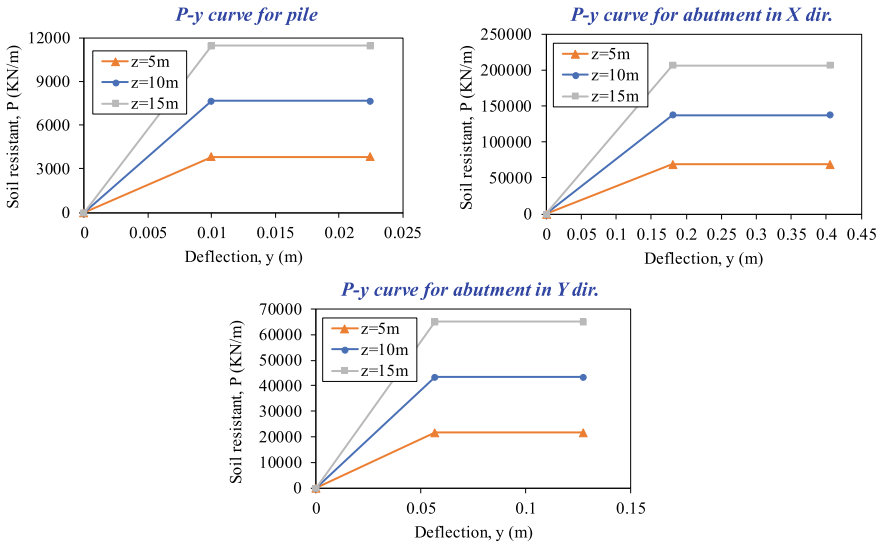 P-y curve for pile
12000
9000
6000
3000
0
Soil resistant, P (KN/m)
z=5m
z=10m
z=15m
0 0.005 0.01 0.015 0.02 0.025
Deflection, y (m)
P-y curve for abutment in X dir.
250000
200000
150000
100000
50000
0
Soil resistant, P (KN/m)
z=5m
z=10m
z=15m
0 0.05 0.1 0.15 0.2 0.25 0.3 0.35 0.4 0.45
Deflection, y (m)
P-y curve for abutment in Y dir.
70000
60000
50000
40000
30000
20000
10000
0
Soil resistant, P (KN/m)
z=5m
z=10m
z=15m
0 0.05 0.1 0.15
Deflection, y (m)